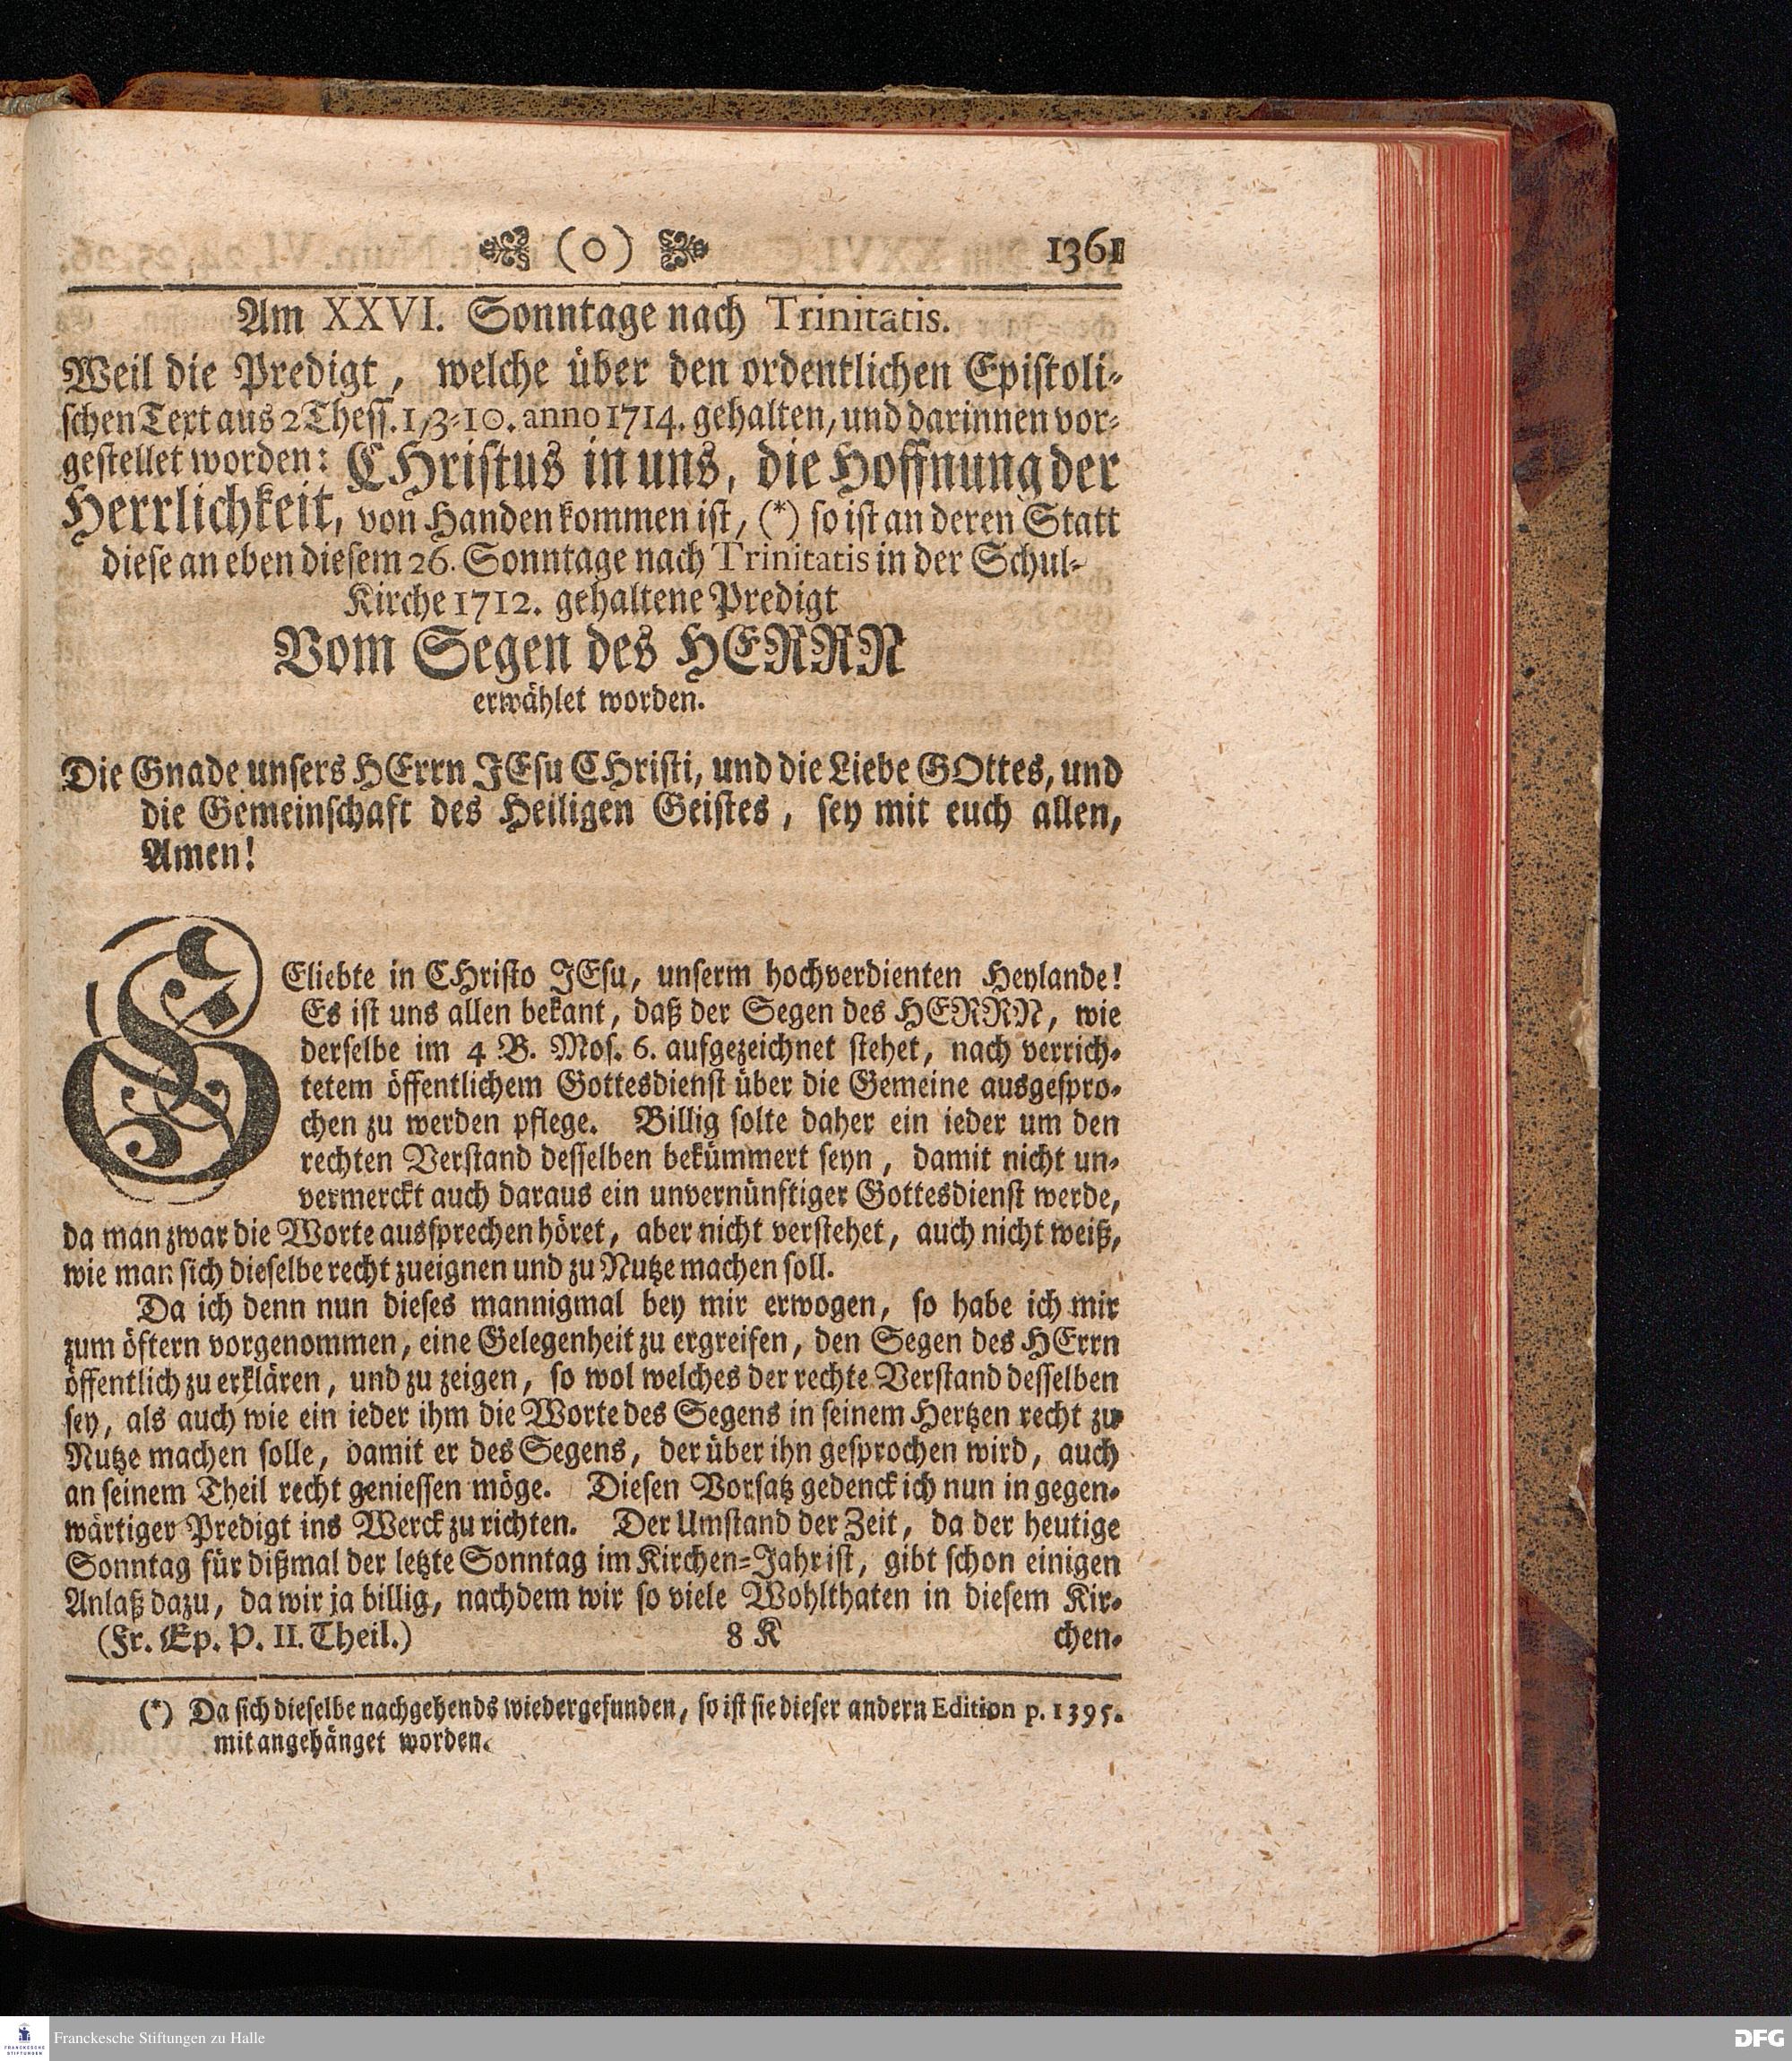 (o) 1361
Am XXVI. Sonntage nach Trinitatis.
Weil die Predigt, welche über den ordentlichen Epistoli-
schen Text aus 2 Thess. 1, 3-10. anno 1714. gehalten, und darinnen vor-
gestellet worden: CHristus in uns, die Hoffnung der
Herrlichkeit, von Handen kommen ist, (*) so ist an deren Statt
diese an eben diesem 26. Sonntage nach Trinitatis in der Schul-
Kirche 1712. gehaltene Predigt
Vom Segen des HERRN
erwählet worden.
Die Gnade unsers HErrn JEsu CHristi, und die Liebe GOttes, und
die Gemeinschaft des Heiligen Geistes, sey mit euch allen,
Amen!
GEliebte in CHristo JEsu, unserm hochverdienten Heylande!
Es ist uns allen bekant, daß der Segen des HERRN, wie
derselbe im 4 B. Mos. 6. aufgezeichnet stehet, nach verrich-
tetem öffentlichem Gottesdienst über die Gemeine ausgespro-
chen zu werden pflege. Billig solte daher ein ieder um den
rechten Verstand desselben bekümmert seyn, damit nicht un-
vermerckt auch daraus ein unvernünftiger Gottesdienst werde,
da man zwar die Worte aussprechen höret, aber nicht verstehet, auch nicht weiß,
wie man sich dieselbe recht zueignen und zu Nutze machen soll.
Da ich denn nun dieses mannigmal bey mir erwogen, so habe ich mir
zum öftern vorgenommen, eine Gelegenheit zu ergreifen, den Segen des HErrn
öffentlich zu erklären, und zu zeigen, so wol welches der rechte Verstand desselben
sey, als auch wie ein ieder ihm die Worte des Segens in seinem Hertzen recht zu
Nutze machen solle, damit er des Segens, der über ihn gesprochen wird, auch
an seinem Theil recht geniessen möge. Diesen Vorsatz gedenck ich nun in gegen-
wärtiger Predigt ins Werck zu richten. Der Umstand der Zeit, da der heutige
Sonntag für dißmal der letzte Sonntag im Kirchen-Jahr ist, gibt schon einigen
Anlaß dazu, da wir ja billig, nachdem wir so viele Wohlthaten in diesem Kir-
(Fr. Ep. P. II. Theil.) 8 K chen-
(*) Da sich dieselbe nachgehends wiedergefunden, so ist sie dieser andern Edition p. 1395.
mit angehänget worden.
FRANCKESCHE
STIFTUNGEN
Franckesche Stiftungen zu Halle
DFG